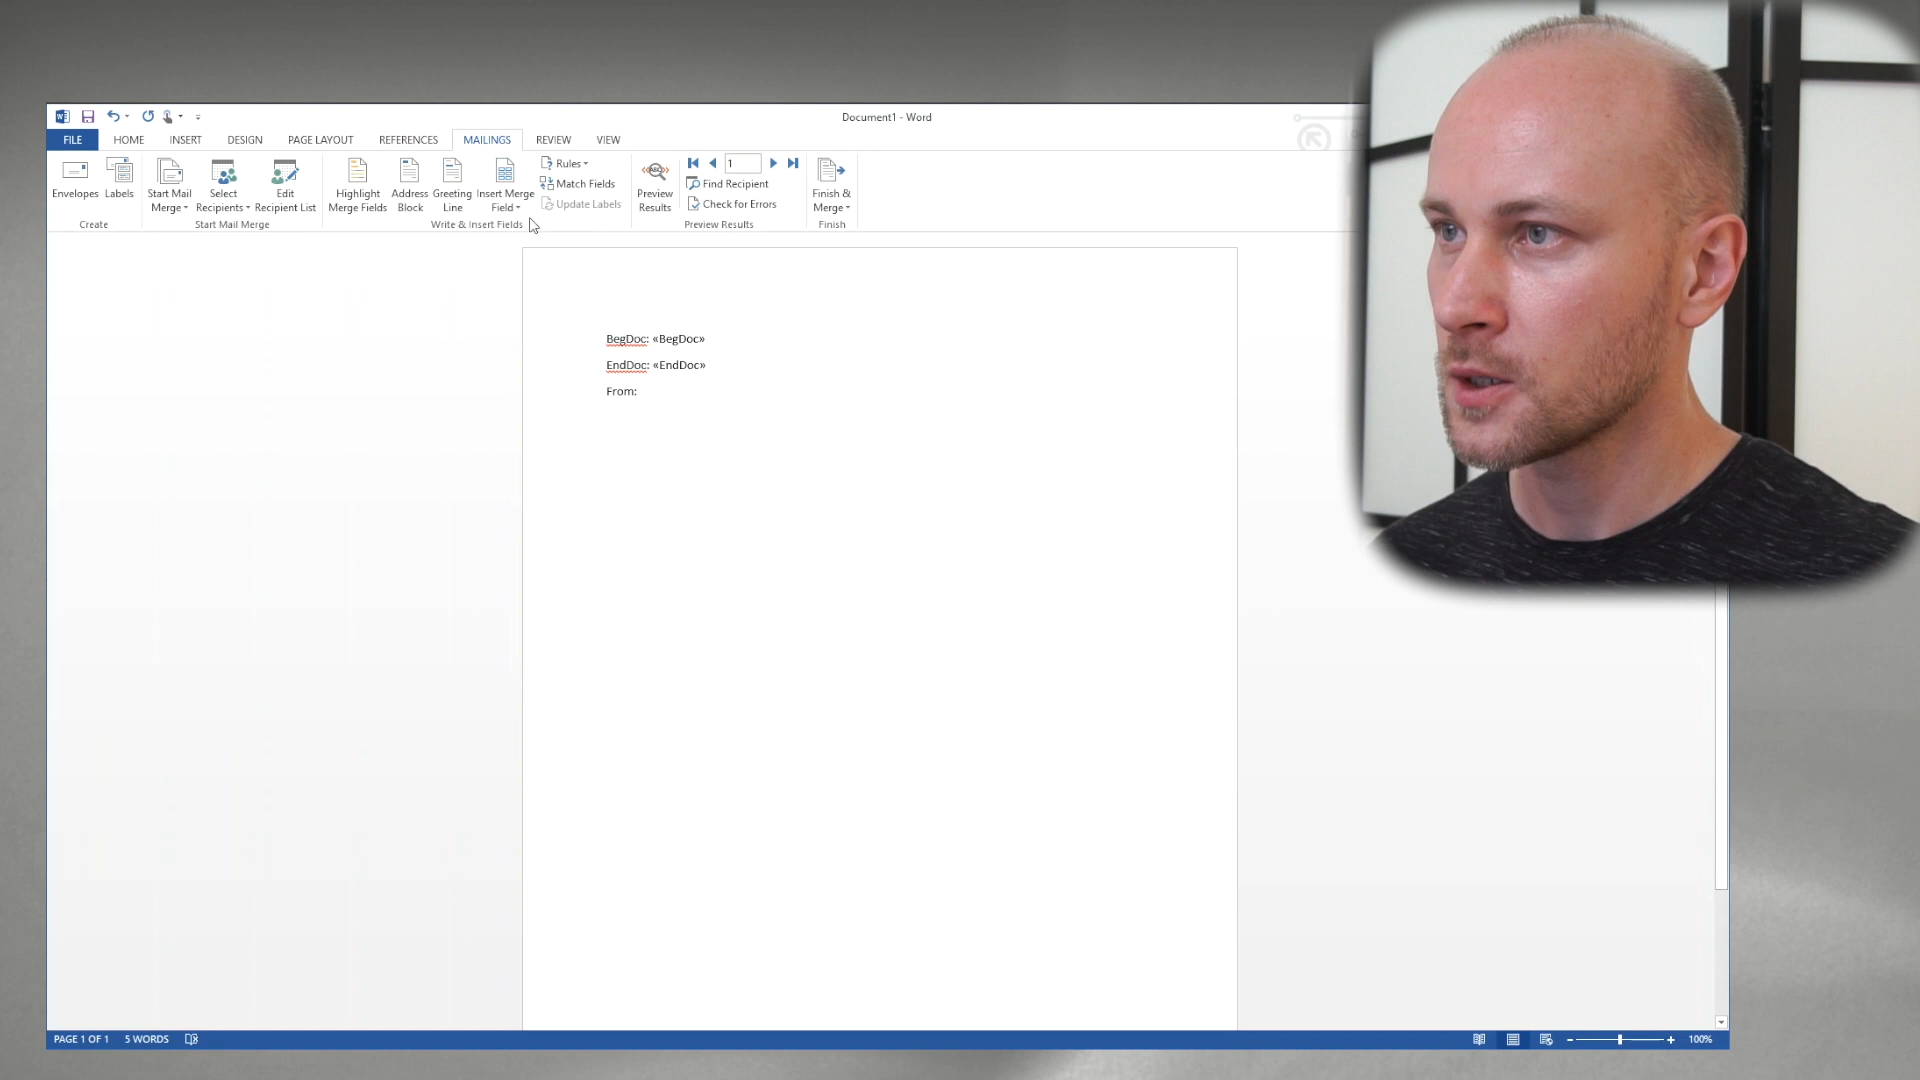 Document1 - Word
FILE HOME INSERT DESIGN PAGE LAYOUT REFERENCES MAILINGS REVIEW VIEW
Envelopes
Labels
Create
Start Mail
Merge
Select
Recipients
Edit
Recipient List
Start Mail Merge
Highlight
Merge Fields
Address
Block
Greeting
Line
Insert Merge
Field
Rules
Match Fields
Update Labels
Write & Insert Fields
Preview
Results
ABC
1
Find Recipient
Check for Errors
Preview Results
Finish &
Merge
Finish
BegDoc: «BegDoc»
EndDoc: «EndDoc»
From:
PAGE 1 OF 1 5 WORDS 100%